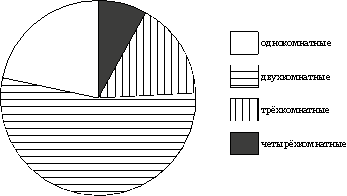 однокомнатные
двухкомнатные
трёхкомнатные
четырёхкомнатные